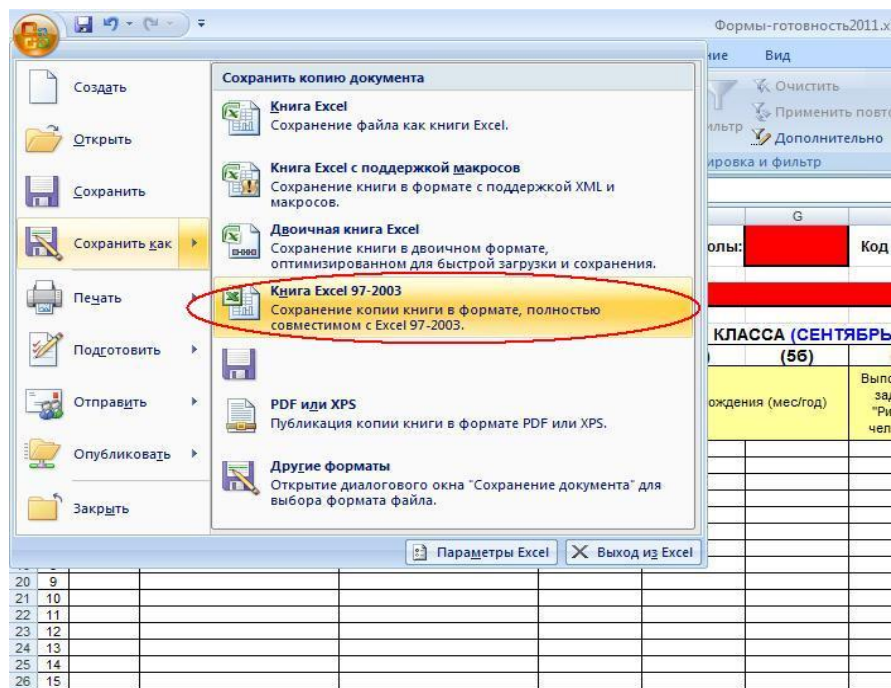 Формы-готовность2011.x
Вид
Создать
Открыть
Сохранить
Сохранить как
Печать
Подготовить
Отправить
Опубликовать
Закрыть
Сохранить копию документа
Книга Excel
Сохранение файла как книги Excel.
Книга Excel с поддержкой макросов
Сохранение книги в формате с поддержкой XML и
макросов.
Двоичная книга Excel
Сохранение книги в двоичном формате,
оптимизированном для быстрой загрузки и сохранения.
Книга Excel 97-2003
Сохранение копии книги в формате, полностью
совместимом с Excel 97-2003.
PDF или XPS
Публикация копии книги в формате PDF или XPS.
Другие форматы
Открытие диалогового окна "Сохранение документа" для
выбора формата файла.
Параметры Excel
Выход из Excel
ние
Очистить
Применить повто
ильтр
Дополнительно
ировка и фильтр
G
олы:
Код
КЛАССА (СЕНТЯБРЬ
(5б)
ождения (мес/год)
Выпо
зад
"Ри
чел
20 9
21 10
22 11
23 12
24 13
25 14
26 15